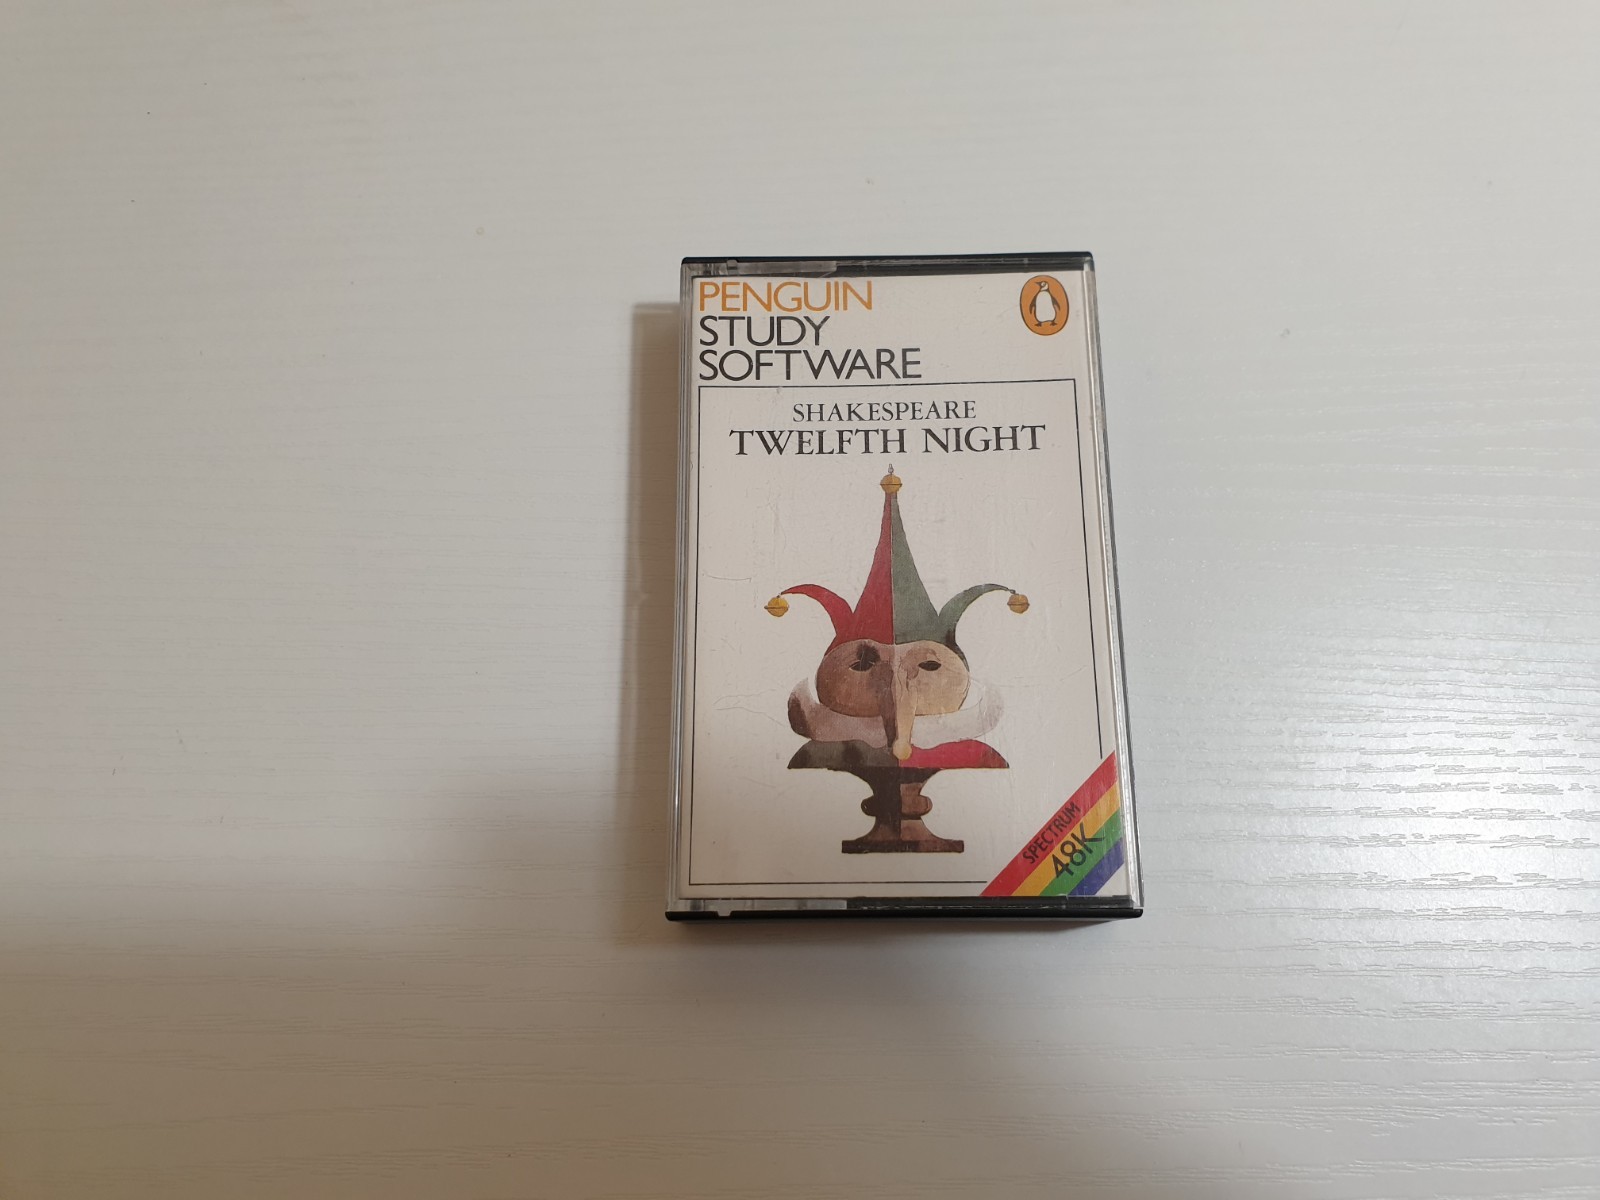 PENGUIN
STUDY
SOFTWARE
SHAKESPEARE
TWELFTH NIGHT
SPECTRUM
48K